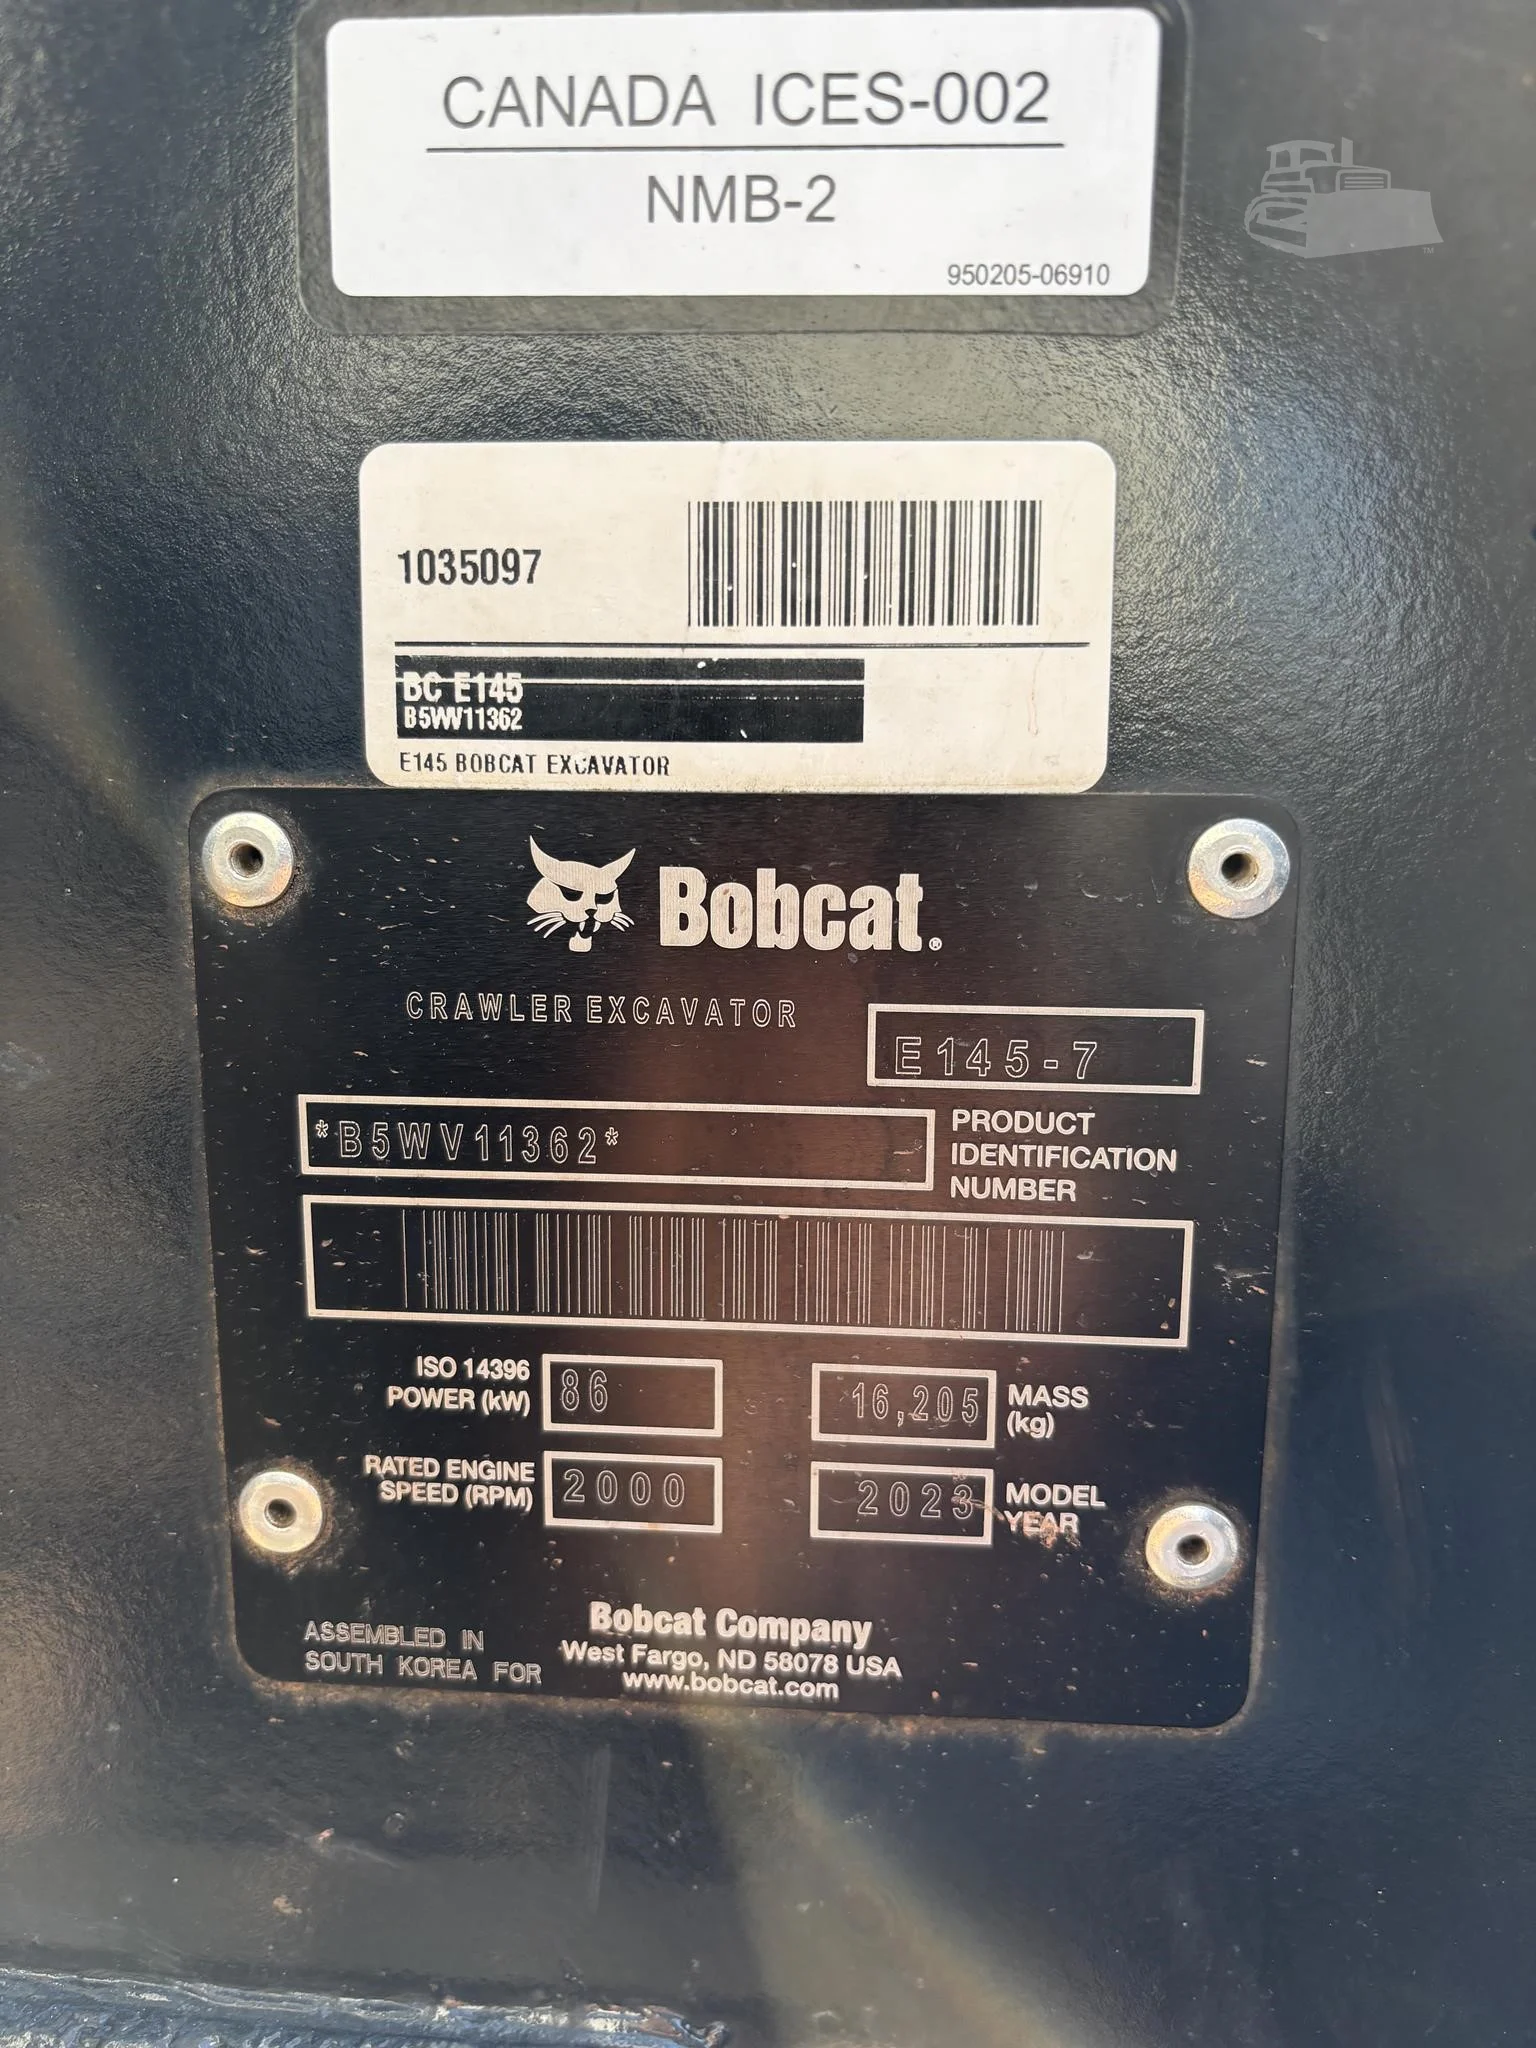 CANADA ICES-002
NMB-2
950205-06910
1035097
BC E145
B5WV11362
E145 BOBCAT EXCAVATOR
Bobcat®
CRAWLER EXCAVATOR
E145-7
*B5WV11362*
PRODUCT
IDENTIFICATION
NUMBER
ISO 14396
POWER (kW)
86
16,205
MASS
(kg)
RATED ENGINE
SPEED (RPM)
2000
2023
MODEL
YEAR
ASSEMBLED IN
SOUTH KOREA FOR
Bobcat Company
West Fargo, ND 58078 USA
www.bobcat.com
TM